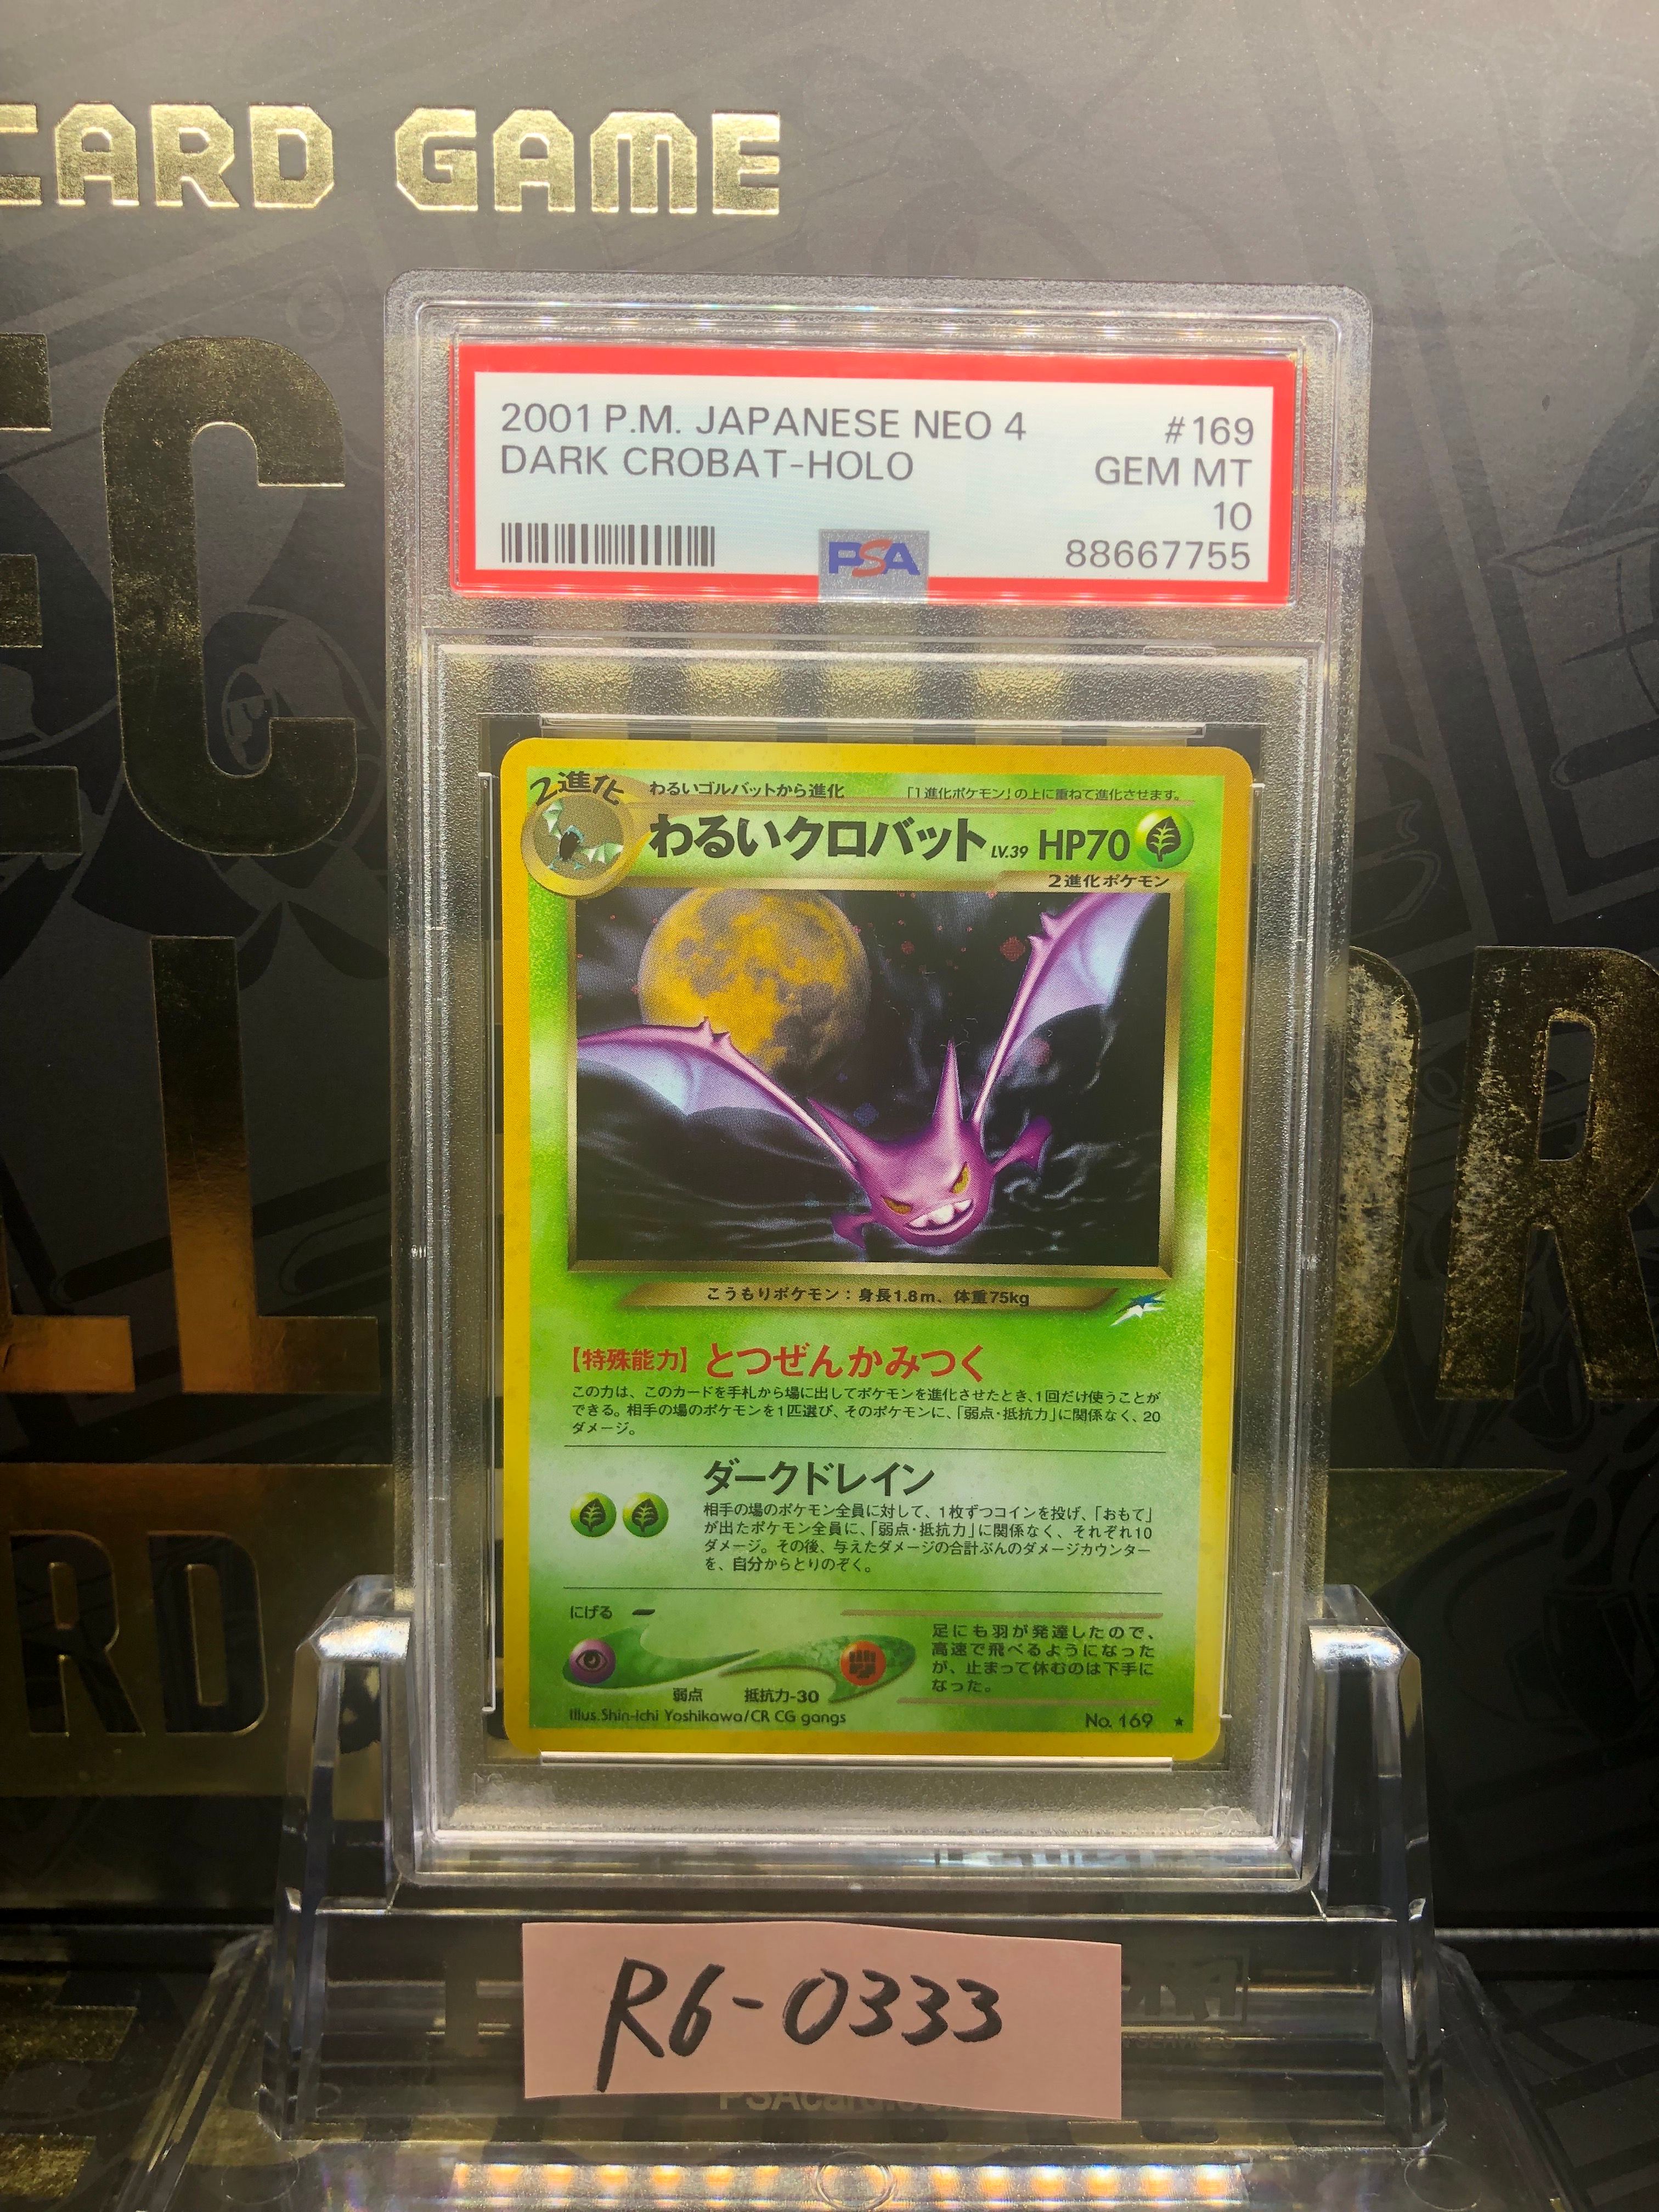 CARD GAME
2001 P.M. JAPANESE NEO 4 #169
DARK CROBAT-HOLO GEM MT
10
PSA 88667755
2進化
わるいゴルバットから進化 「1進化ポケモン」の上に重ねて進化させます。
わるいクロバット LV.39 HP70
2進化ポケモン
こうもりポケモン:身長1.8m、体重75kg
【特殊能力】とつぜんかみつく
この力は、このカードを手札から場に出してポケモンを進化させたとき、1回だけ使うことが
できる。相手の場のポケモンを1匹選び、そのポケモンに、「弱点・抵抗力」に関係なく、20
ダメージ。
ダークドレイン
相手の場のポケモン全員に対して、1枚ずつコインを投げ、「おもて」
が出たポケモン全員に、「弱点・抵抗力」に関係なく、それぞれ10
ダメージ。その後、与えたダメージの合計ぶんのダメージカウンター
を、自分からとりのぞく。
にげる
弱点 抵抗力-30
足にも羽が発達したので、
高速で飛べるようになった
が、止まって休むのは下手に
なった。
Illus.Shin-ichi Yoshikawa/CR CG gangs No. 169 ★
PSA
R6-0333